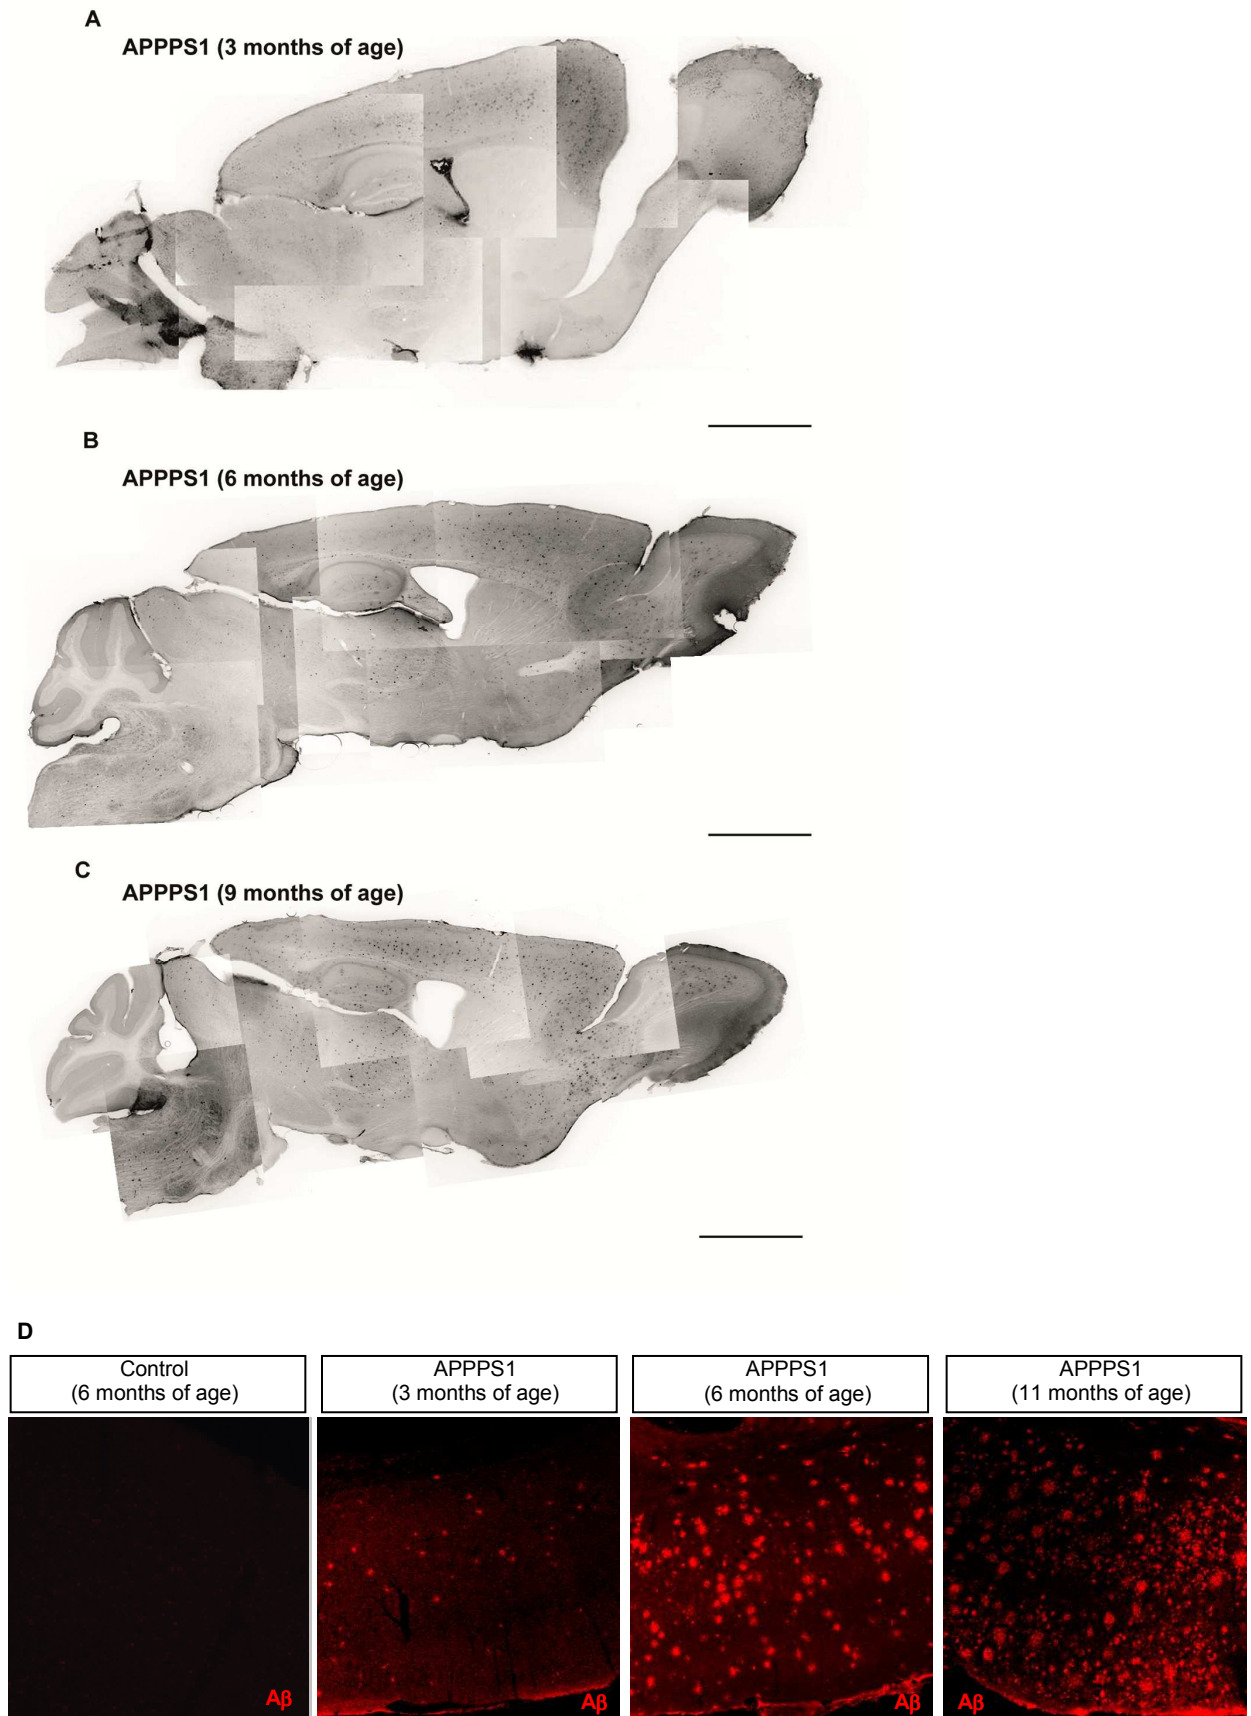 A
APPPS1 (3 months of age)
B
APPPS1 (6 months of age)
C
APPPS1 (9 months of age)
D
Control
(6 months of age)
APPPS1
(3 months of age)
APPPS1
(6 months of age)
APPPS1
(11 months of age)
Aβ
Aβ
Aβ
Aβ